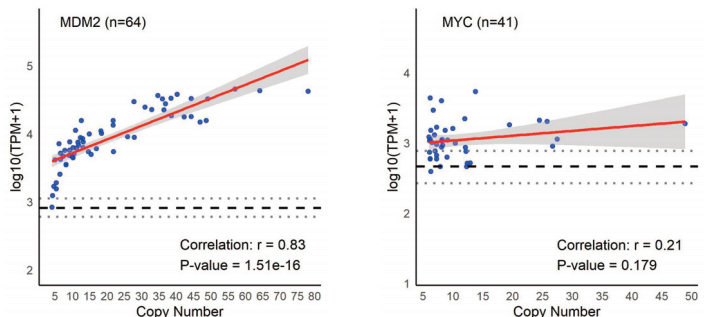 MDM2 (n=64)
5
4
3
2
log10(TPM+1)
Correlation: r = 0.83
P-value = 1.51e-16
5 10 15 20 25 30 35 40 45 50 55 60 65 70 75 80
Copy Number
MYC (n=41)
4
3
2
1
log10(TPM+1)
Correlation: r = 0.21
P-value = 0.179
5 10 15 20 25 30 35 40 45 50
Copy Number